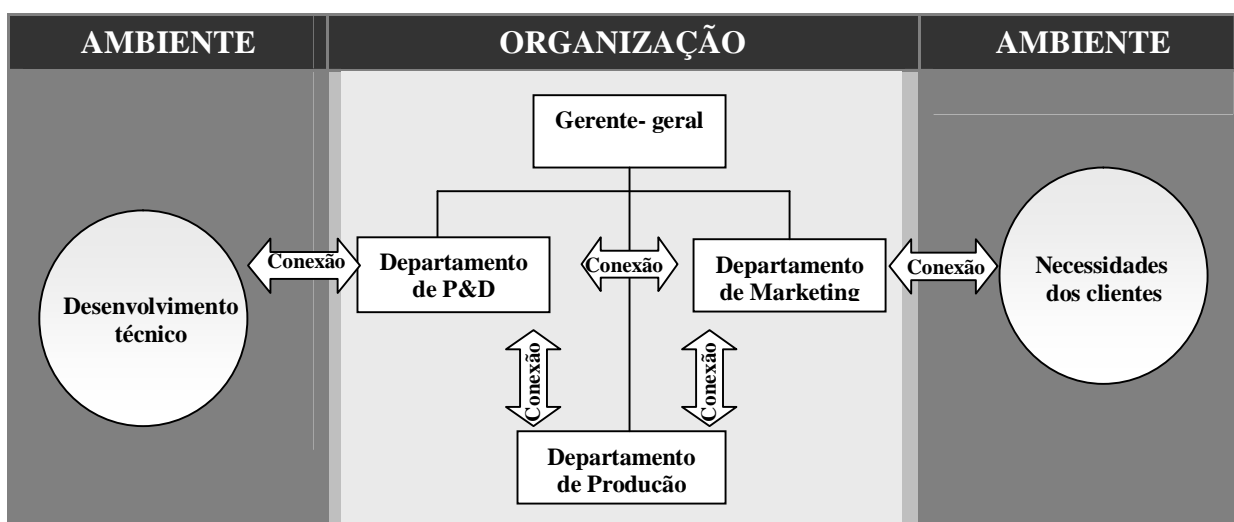 AMBIENTE
ORGANIZAÇÃO
AMBIENTE
Gerente- geral
Desenvolvimento
técnico
Conexão
Departamento
de P&D
Conexão
Departamento
de Marketing
Conexão
Necessidades
dos clientes
Conexão
Conexão
Departamento
de Producão